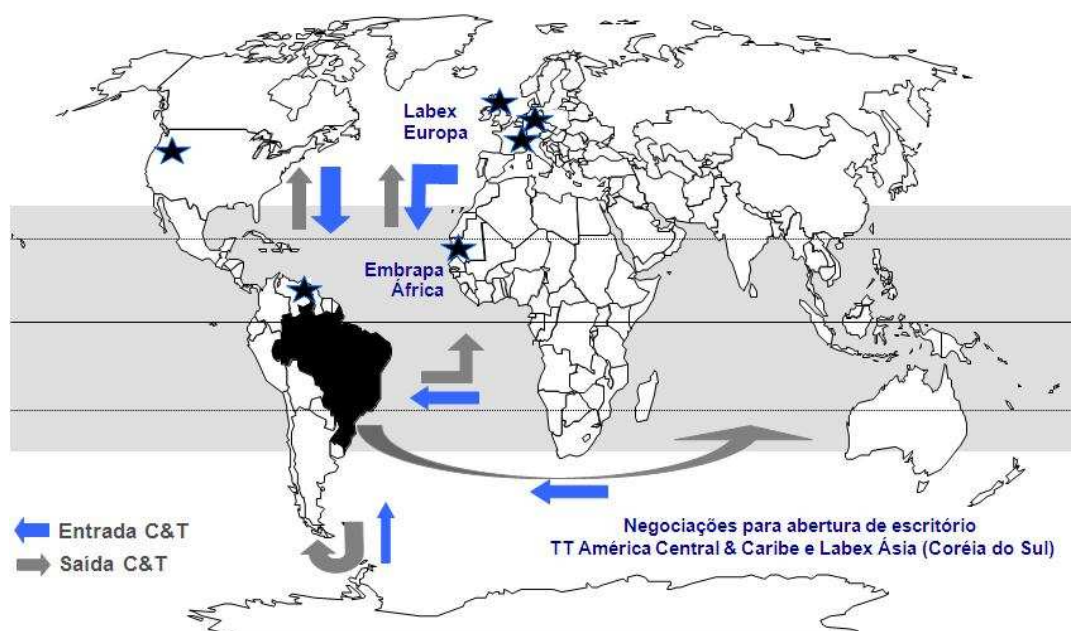 Labex
Europa
Embrapa
África
Entrada C&T
Saída C&T
Negociações para abertura de escritório
TT América Central & Caribe e Labex Ásia (Coréia do Sul)